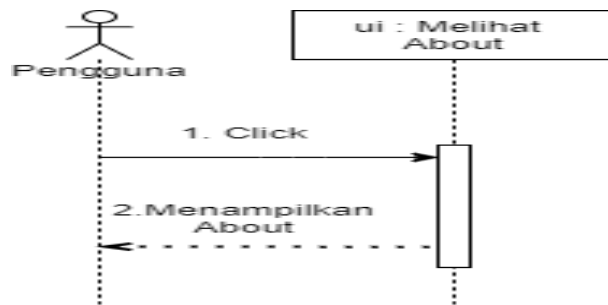 ui : Melihat
About
Pengguna
1. Click
2.Menampilkan
About